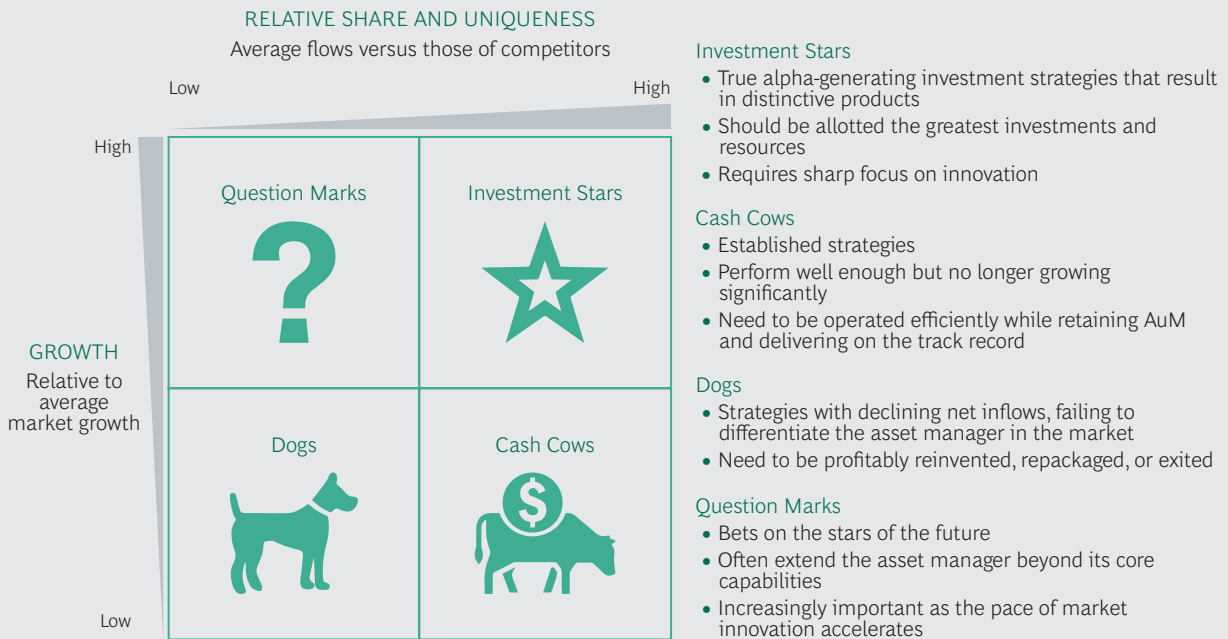 RELATIVE SHARE AND UNIQUENESS
Average flows versus those of competitors
Low
High
High
GROWTH
Relative to
average
market growth
Low
Question Marks
?
Investment Stars
Dogs
Cash Cows
$
Investment Stars
• True alpha-generating investment strategies that result
in distinctive products
• Should be allotted the greatest investments and
resources
• Requires sharp focus on innovation
Cash Cows
• Established strategies
• Perform well enough but no longer growing
significantly
• Need to be operated efficiently while retaining AuM
and delivering on the track record
Dogs
• Strategies with declining net inflows, failing to
differentiate the asset manager in the market
• Need to be profitably reinvented, repackaged, or exited
Question Marks
• Bets on the stars of the future
• Often extend the asset manager beyond its core
capabilities
• Increasingly important as the pace of market
innovation accelerates